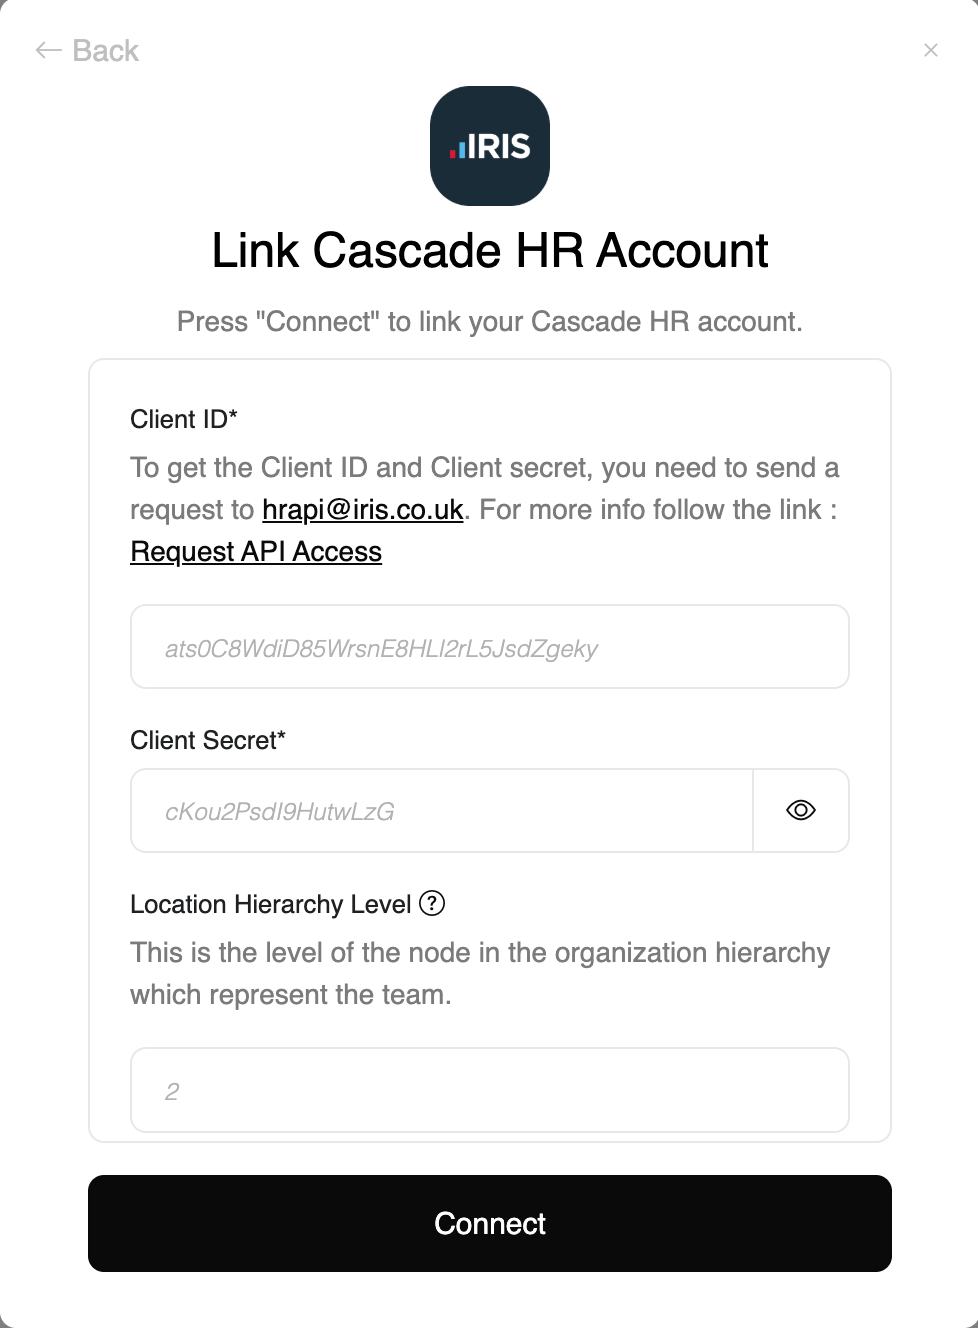 ← Back
×
IRIS
Link Cascade HR Account
Press "Connect" to link your Cascade HR account.
Client ID*
To get the Client ID and Client secret, you need to send a
request to hrapi@iris.co.uk. For more info follow the link :
Request API Access
ats0C8WdiD85WrsnE8HLl2rL5JsdZgeky
Client Secret*
cKou2PsdI9HutwLzG
Location Hierarchy Level ?
This is the level of the node in the organization hierarchy
which represent the team.
2
Connect